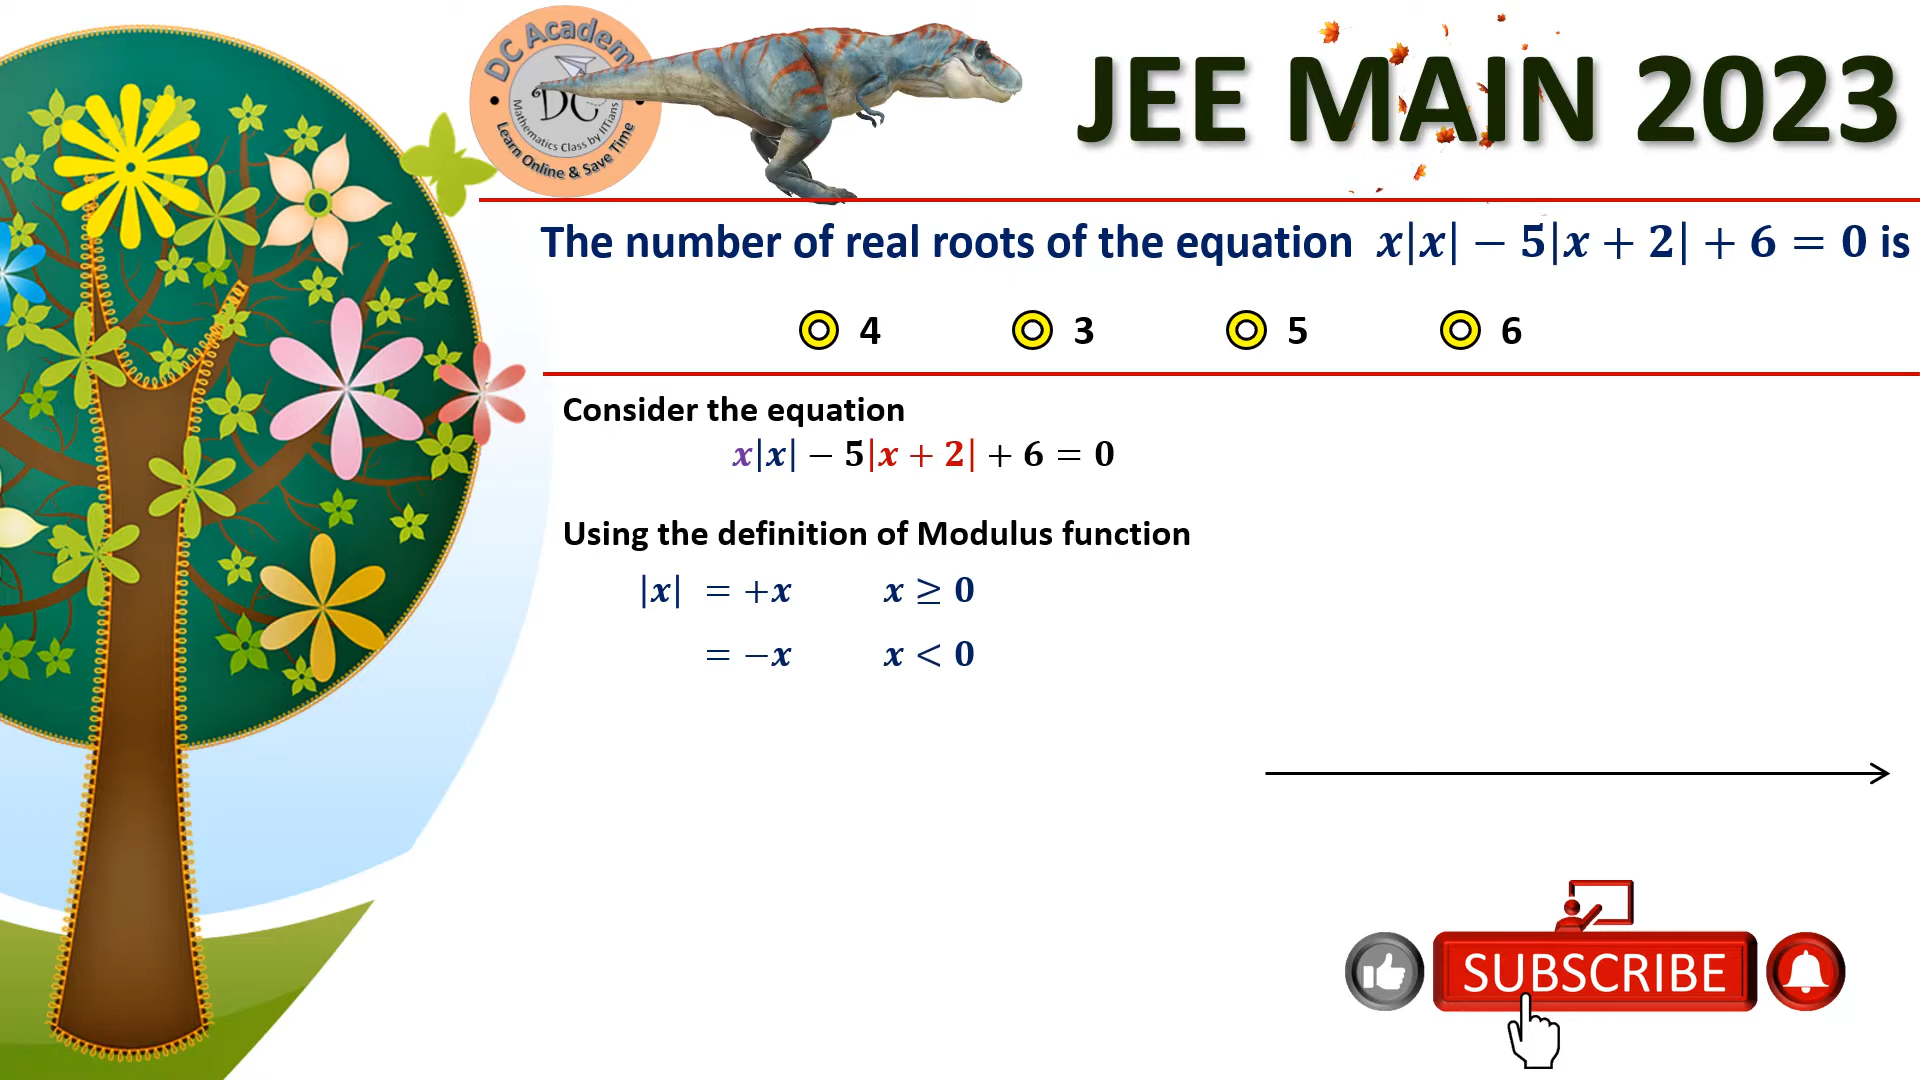 DC Academ
DC
Mathematics Class by IITians
Learn Online & Save Time
JEE MAIN 2023
The number of real roots of the equation x|x| − 5|x + 2| + 6 = 0 is
4 3 5 6
Consider the equation
x|x| − 5|x + 2| + 6 = 0
Using the definition of Modulus function
|x| = +x x ≥ 0
= −x x < 0
SUBSCRIBE